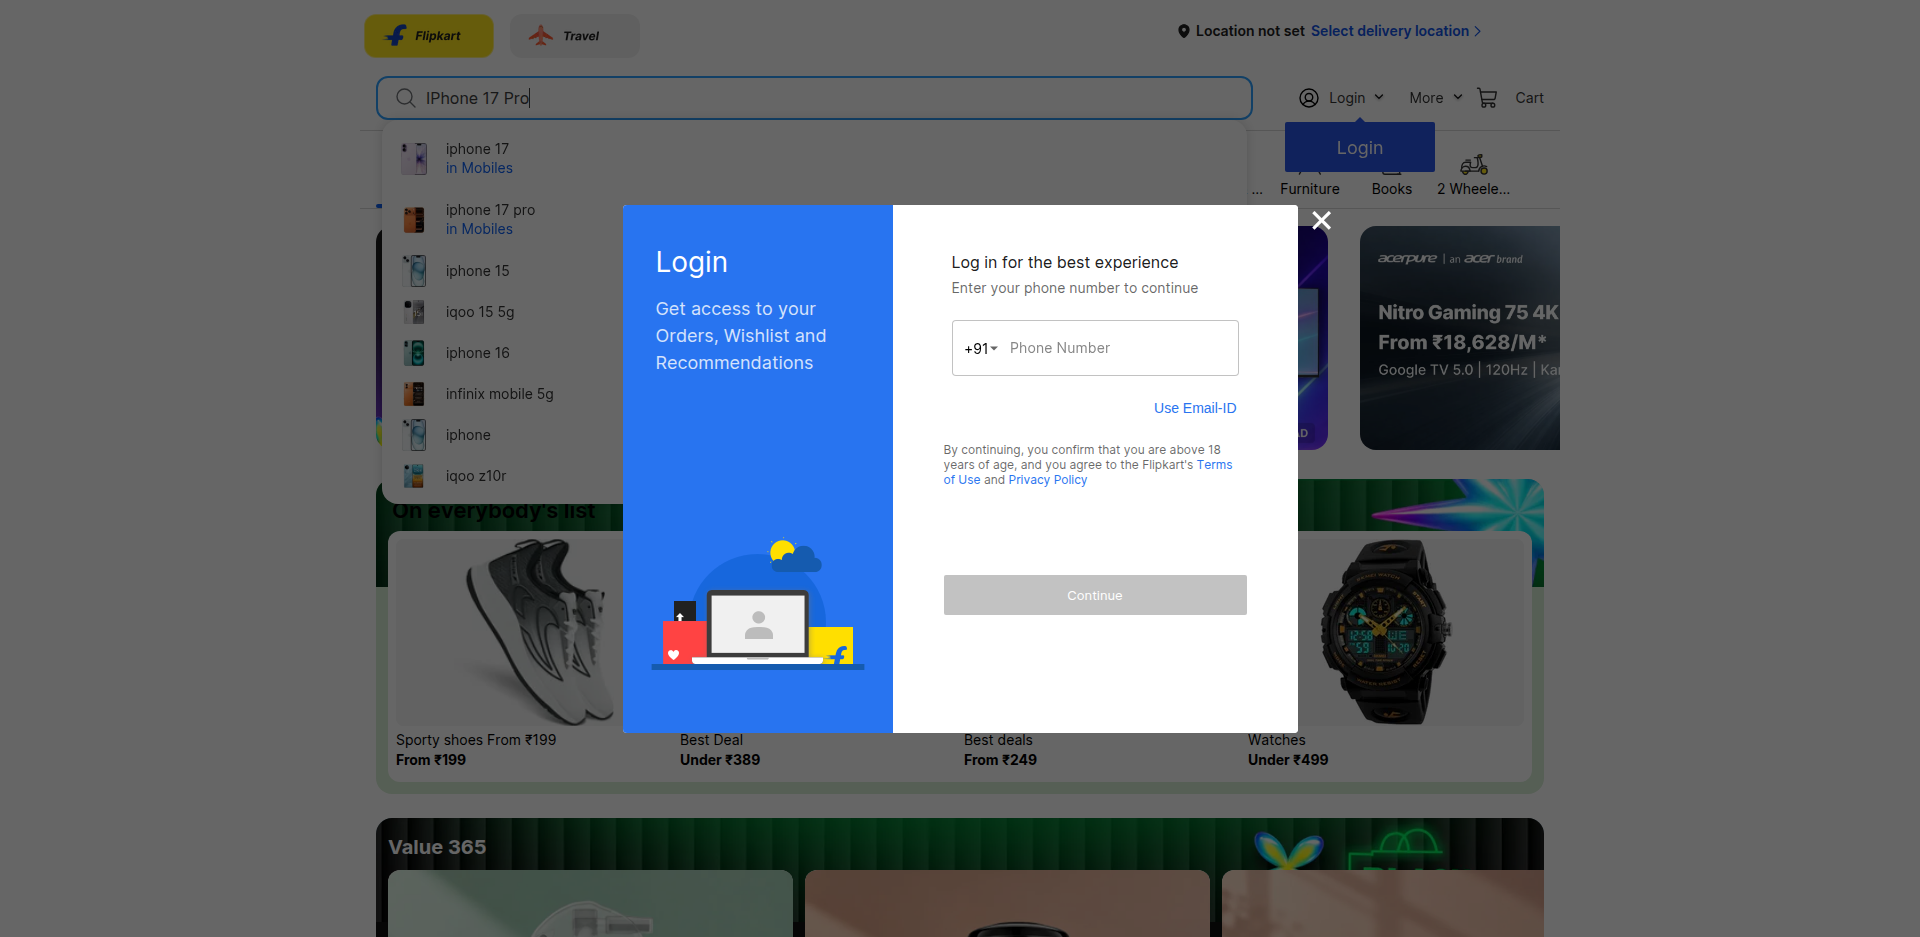 Flipkart
Travel
Location not set Select delivery location
IPhone 17 Pro
Login
More
Cart
Login
iphone 17
in Mobiles
iphone 17 pro
in Mobiles
iphone 15
iqoo 15 5g
iphone 16
infinix mobile 5g
iphone
iqoo z10r
...
Furniture
Books
2 Wheele...
Login
Get access to your
Orders, Wishlist and
Recommendations
Log in for the best experience
Enter your phone number to continue
+91
Phone Number
Use Email-ID
By continuing, you confirm that you are above 18
years of age, and you agree to the Flipkart's Terms
of Use and Privacy Policy
Continue
acerpure | an acer brand
Nitro Gaming 75 4K
From ₹18,628/M*
Google TV 5.0 | 120Hz |
AD
On everybody's list
Sporty shoes From ₹199
From ₹199
Best Deal
Under ₹389
Best deals
From ₹249
Watches
Under ₹499
Value 365